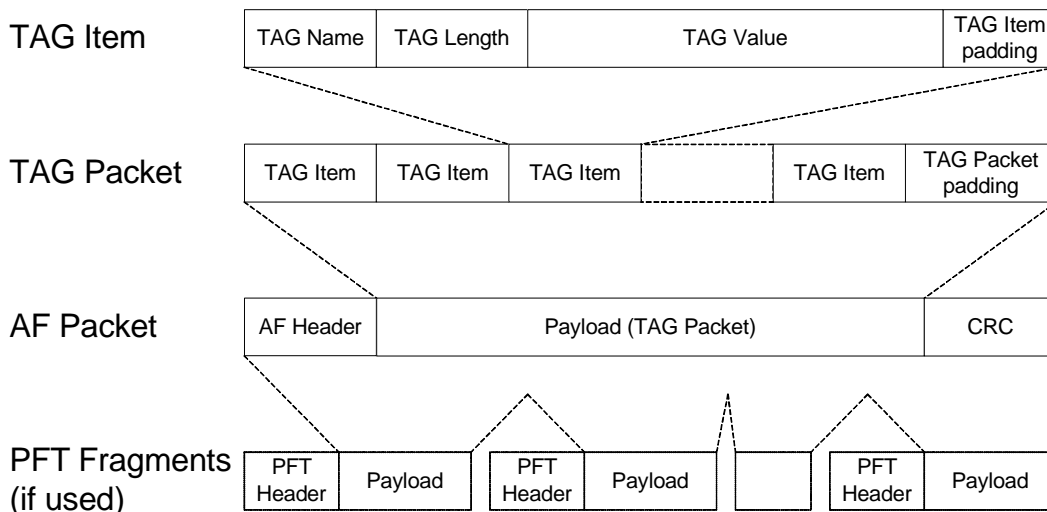 TAG Item
TAG Name
TAG Length
TAG Value
TAG Item
padding
TAG Packet
TAG Item
TAG Item
TAG Item
TAG Item
TAG Packet
padding
AF Packet
AF Header
Payload (TAG Packet)
CRC
PFT Fragments
(if used)
PFT
Header
Payload
PFT
Header
Payload
PFT
Header
Payload